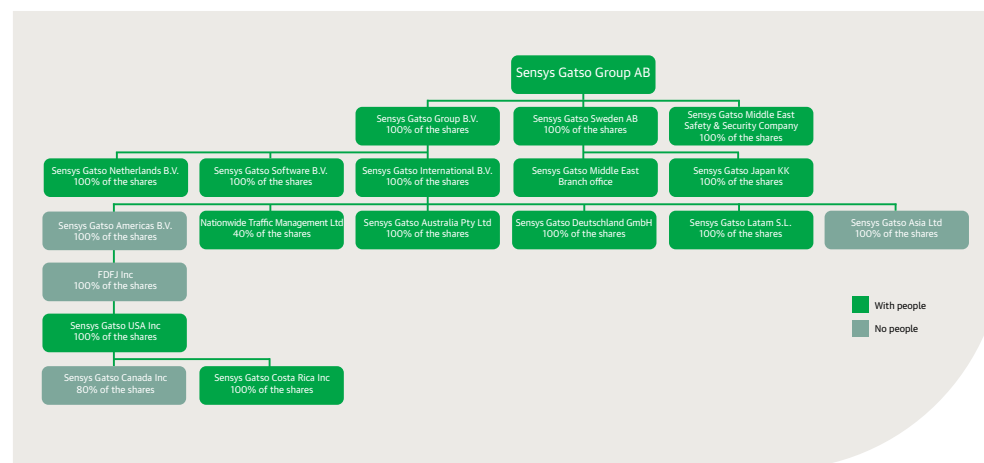 Sensys Gatso Group AB
Sensys Gatso Group B.V.
100% of the shares
Sensys Gatso Sweden AB
100% of the shares
Sensys Gatso Middle East
Safety & Security Company
100% of the shares
Sensys Gatso Netherlands B.V.
100% of the shares
Sensys Gatso Software B.V.
100% of the shares
Sensys Gatso International B.V.
100% of the shares
Sensys Gatso Middle East
Branch office
Sensys Gatso Japan KK
100% of the shares
Sensys Gatso Americas B.V.
100% of the shares
Nationwide Traffic Management Ltd
40% of the shares
Sensys Gatso Australia Pty Ltd
100% of the shares
Sensys Gatso Deutschland GmbH
100% of the shares
Sensys Gatso Latam S.L.
100% of the shares
Sensys Gatso Asia Ltd
100% of the shares
FDFJ Inc
100% of the shares
Sensys Gatso USA Inc
100% of the shares
Sensys Gatso Canada Inc
80% of the shares
Sensys Gatso Costa Rica Inc
100% of the shares
With people
No people